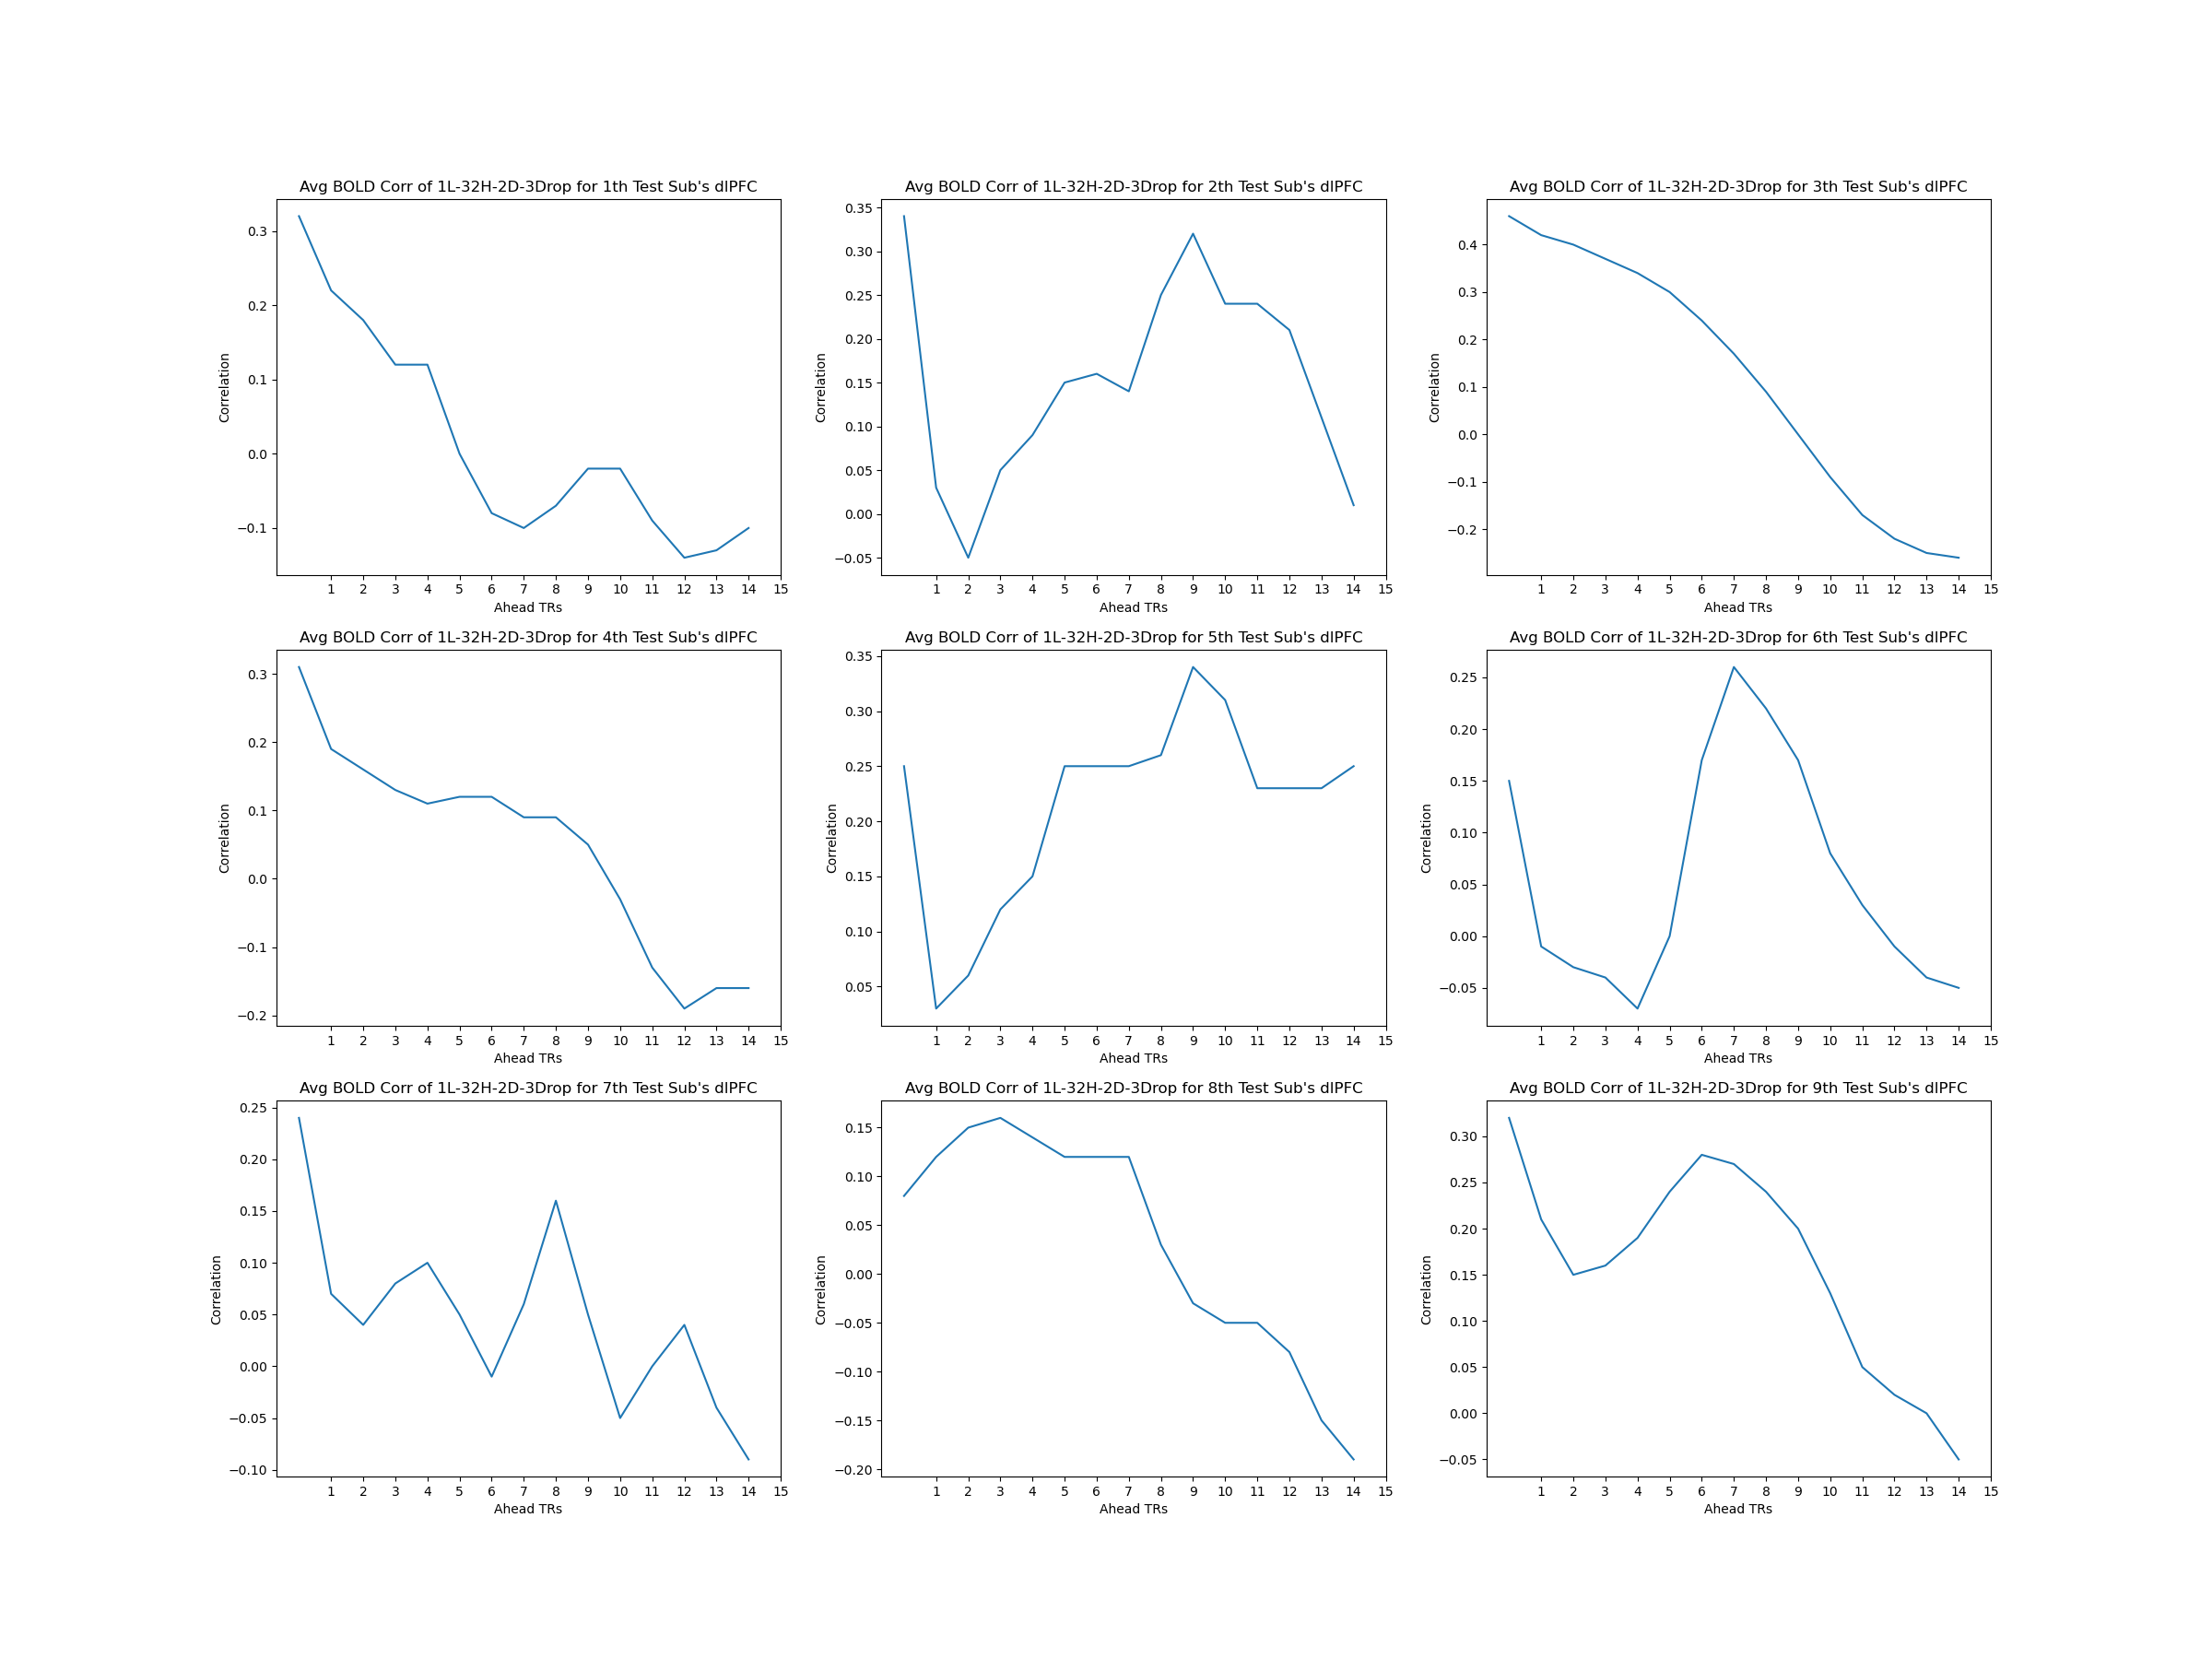 Avg BOLD Corr of 1L-32H-2D-3Drop for 1th Test Sub's dlPFC
Correlation
0.3
0.2
0.1
0.0
−0.1
1 2 3 4 5 6 7 8 9 10 11 12 13 14 15
Ahead TRs
Avg BOLD Corr of 1L-32H-2D-3Drop for 2th Test Sub's dlPFC
Correlation
0.35
0.30
0.25
0.20
0.15
0.10
0.05
0.00
−0.05
1 2 3 4 5 6 7 8 9 10 11 12 13 14 15
Ahead TRs
Avg BOLD Corr of 1L-32H-2D-3Drop for 3th Test Sub's dlPFC
Correlation
0.4
0.3
0.2
0.1
0.0
−0.1
−0.2
1 2 3 4 5 6 7 8 9 10 11 12 13 14 15
Ahead TRs
Avg BOLD Corr of 1L-32H-2D-3Drop for 4th Test Sub's dlPFC
Correlation
0.3
0.2
0.1
0.0
−0.1
−0.2
1 2 3 4 5 6 7 8 9 10 11 12 13 14 15
Ahead TRs
Avg BOLD Corr of 1L-32H-2D-3Drop for 5th Test Sub's dlPFC
Correlation
0.35
0.30
0.25
0.20
0.15
0.10
0.05
1 2 3 4 5 6 7 8 9 10 11 12 13 14 15
Ahead TRs
Avg BOLD Corr of 1L-32H-2D-3Drop for 6th Test Sub's dlPFC
Correlation
0.25
0.20
0.15
0.10
0.05
0.00
−0.05
1 2 3 4 5 6 7 8 9 10 11 12 13 14 15
Ahead TRs
Avg BOLD Corr of 1L-32H-2D-3Drop for 7th Test Sub's dlPFC
Correlation
0.25
0.20
0.15
0.10
0.05
0.00
−0.05
−0.10
1 2 3 4 5 6 7 8 9 10 11 12 13 14 15
Ahead TRs
Avg BOLD Corr of 1L-32H-2D-3Drop for 8th Test Sub's dlPFC
Correlation
0.15
0.10
0.05
0.00
−0.05
−0.10
−0.15
−0.20
1 2 3 4 5 6 7 8 9 10 11 12 13 14 15
Ahead TRs
Avg BOLD Corr of 1L-32H-2D-3Drop for 9th Test Sub's dlPFC
Correlation
0.30
0.25
0.20
0.15
0.10
0.05
0.00
−0.05
1 2 3 4 5 6 7 8 9 10 11 12 13 14 15
Ahead TRs